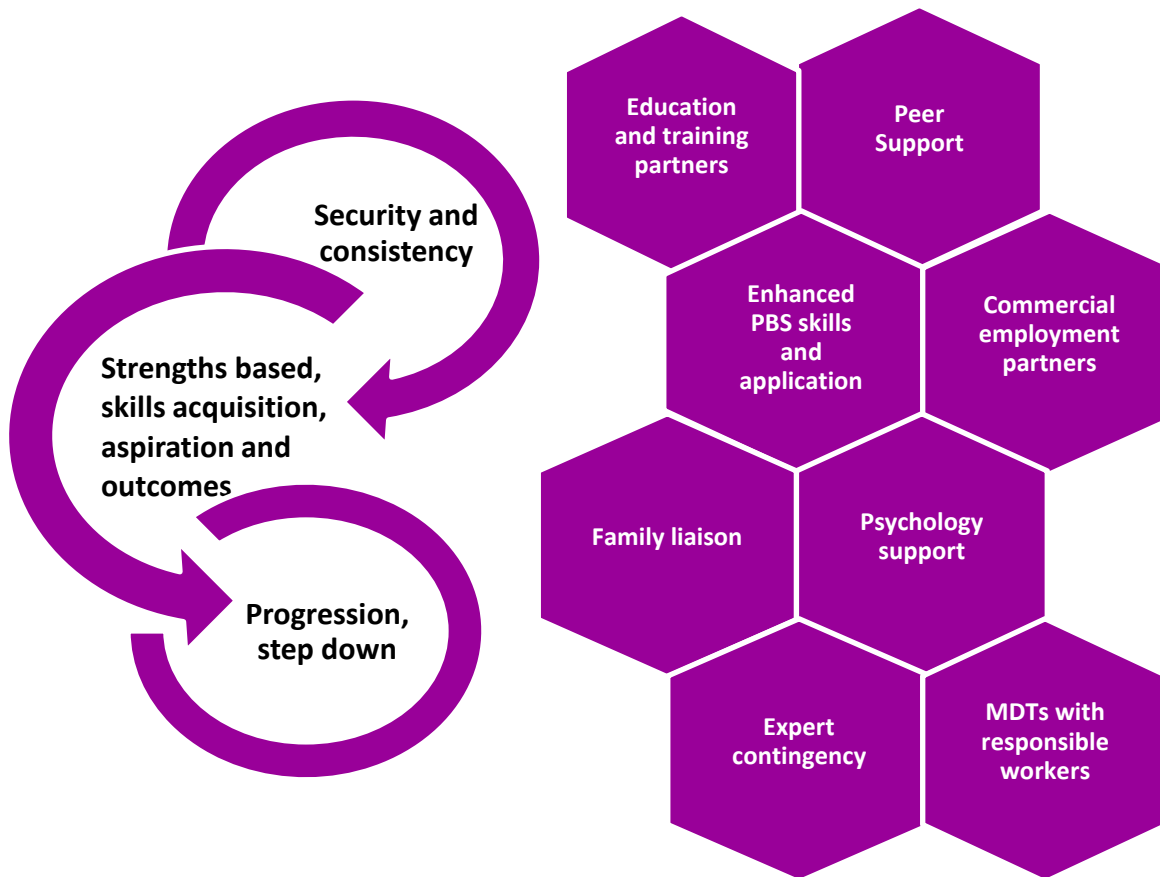 Security and
consistency
Strengths based,
skills acquisition,
aspiration and
outcomes
Progression,
step down
Education
and training
partners
Peer
Support
Enhanced
PBS skills
and
application
Commercial
employment
partners
Family liaison
Psychology
support
Expert
contingency
MDTs with
responsible
workers